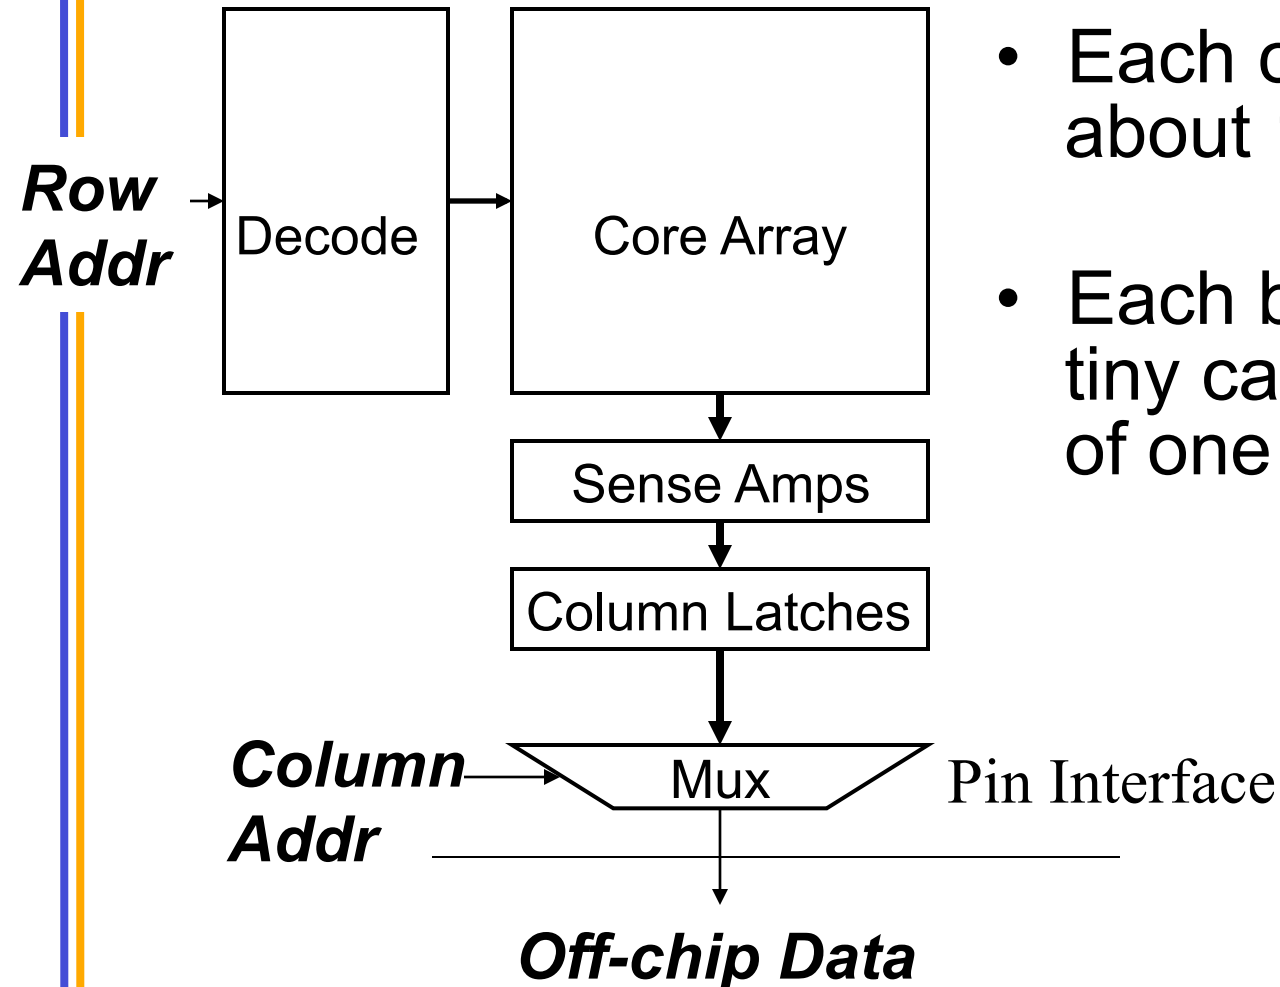 Row
Addr
Decode
Core Array
Sense Amps
Column Latches
Column
Addr
Mux
Pin Interface
Off-chip Data
• Each
about
• Each
tiny
of one